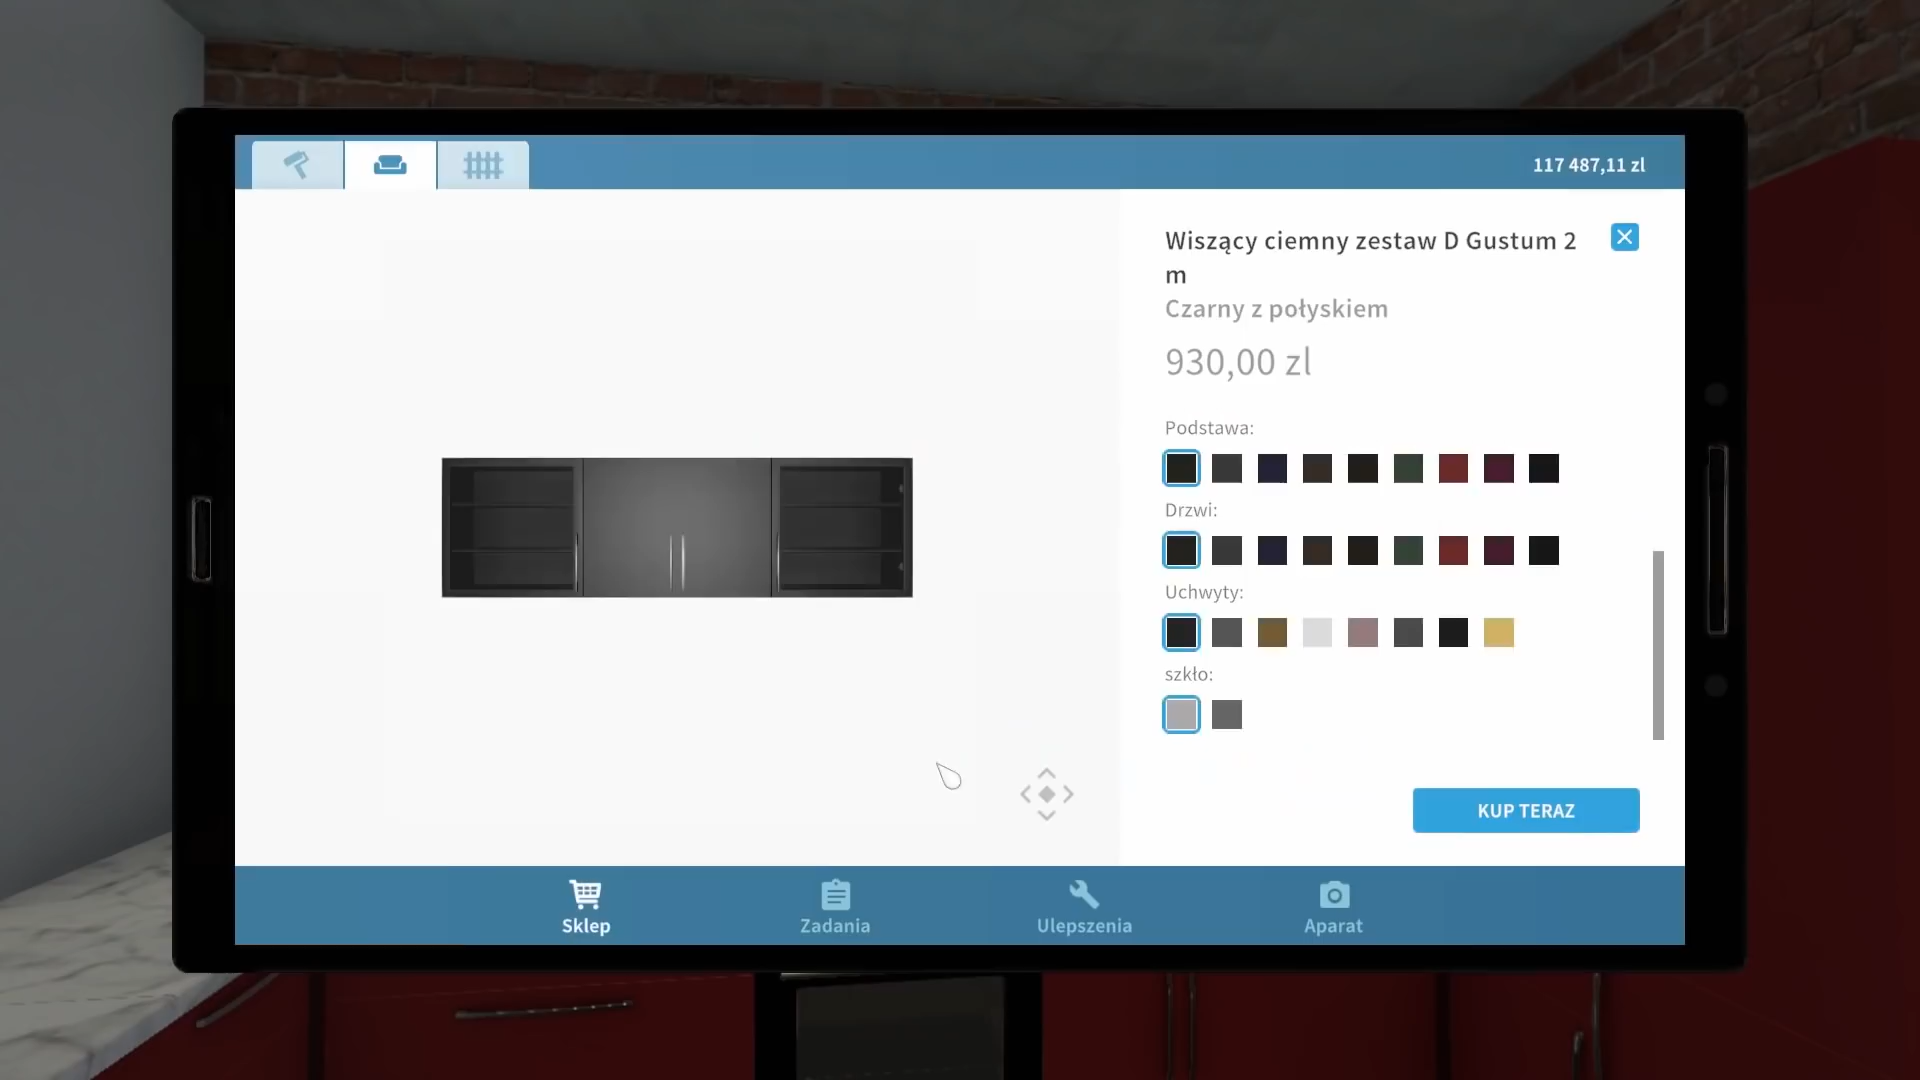 117 487,11 zl
Wiszący ciemny zestaw D Gustum 2
m
Czarny z połyskiem
930,00 zl
Podstawa:
Drzwi:
Uchwyty:
szkło:
KUP TERAZ
Sklep
Zadania
Ulepszenia
Aparat